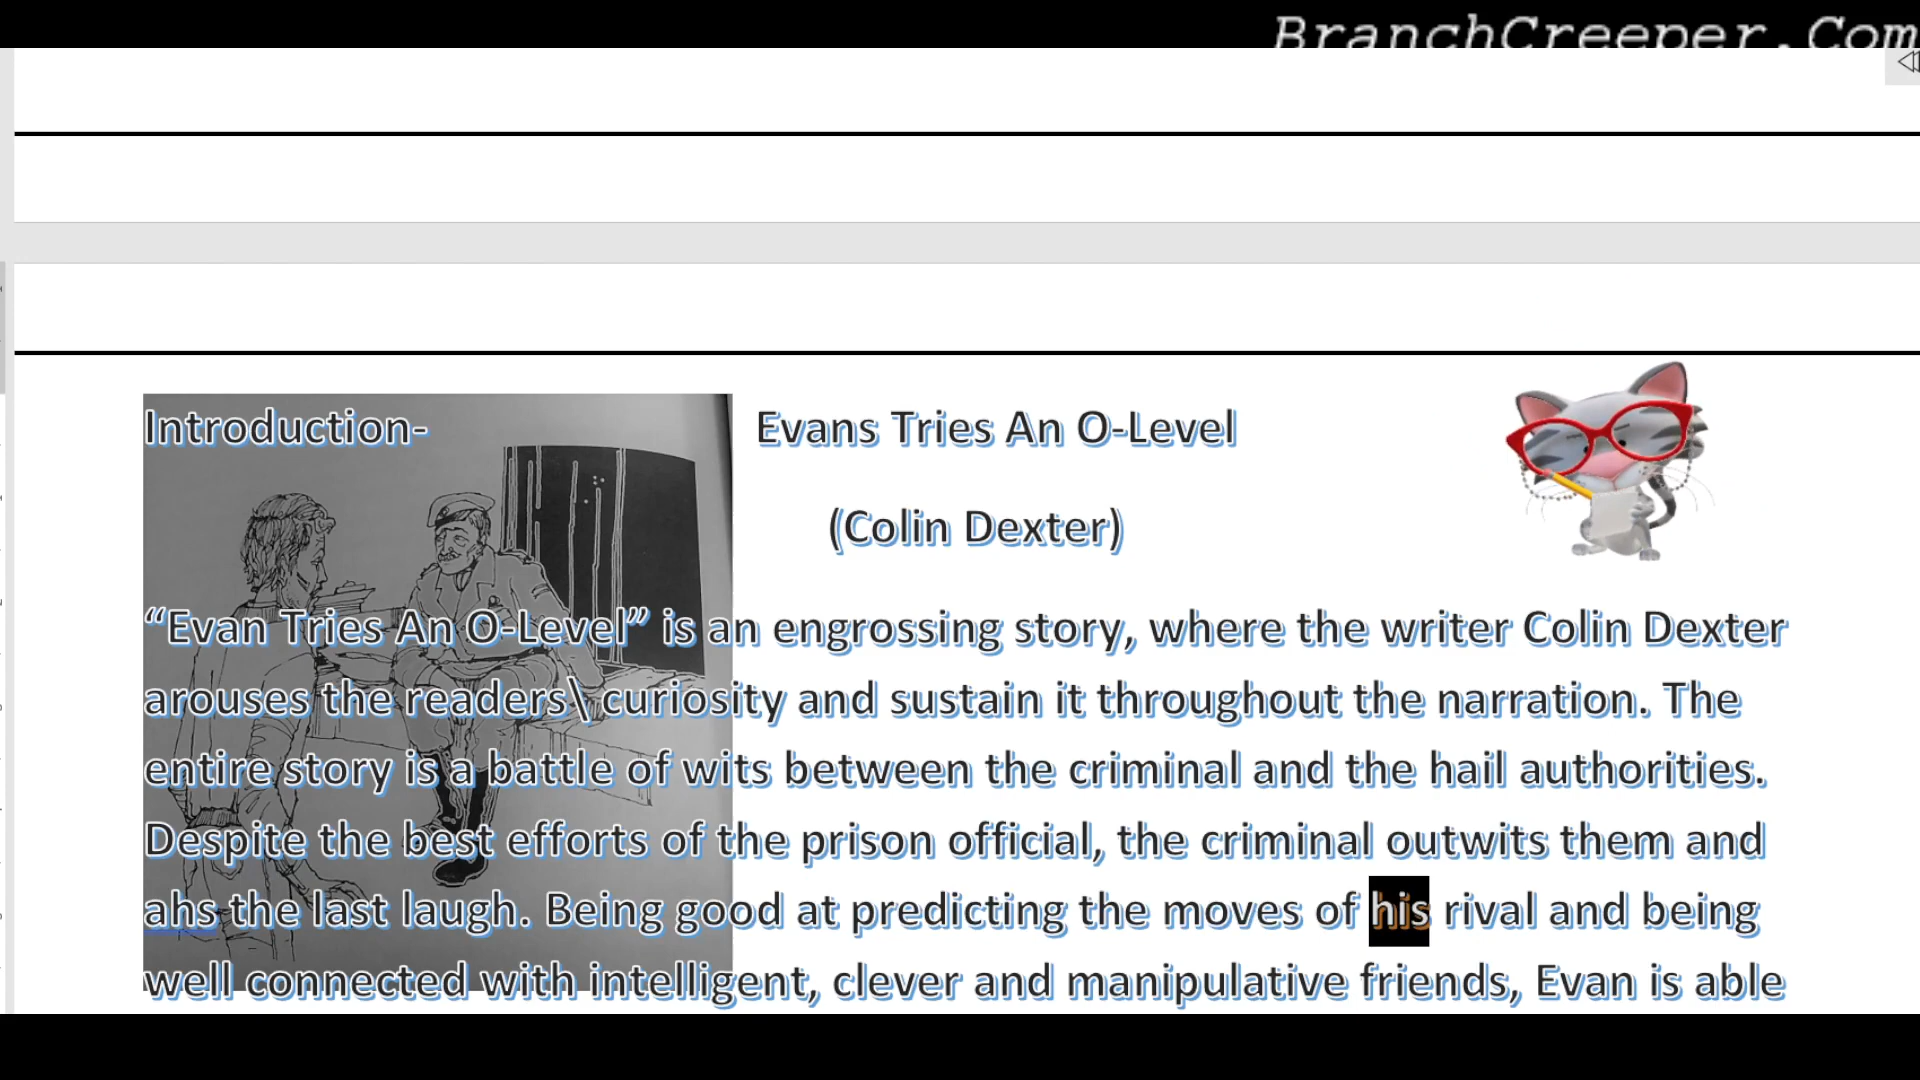 BranchCreeper.Com
Introduction-
Evans Tries An O-Level
(Colin Dexter)
“Evan Tries An O-Level” is an engrossing story, where the writer Colin Dexter
arouses the readers\ curiosity and sustain it throughout the narration. The
entire story is a battle of wits between the criminal and the hail authorities.
Despite the best efforts of the prison official, the criminal outwits them and
ahs the last laugh. Being good at predicting the moves of his rival and being
well connected with intelligent, clever and manipulative friends, Evan is able